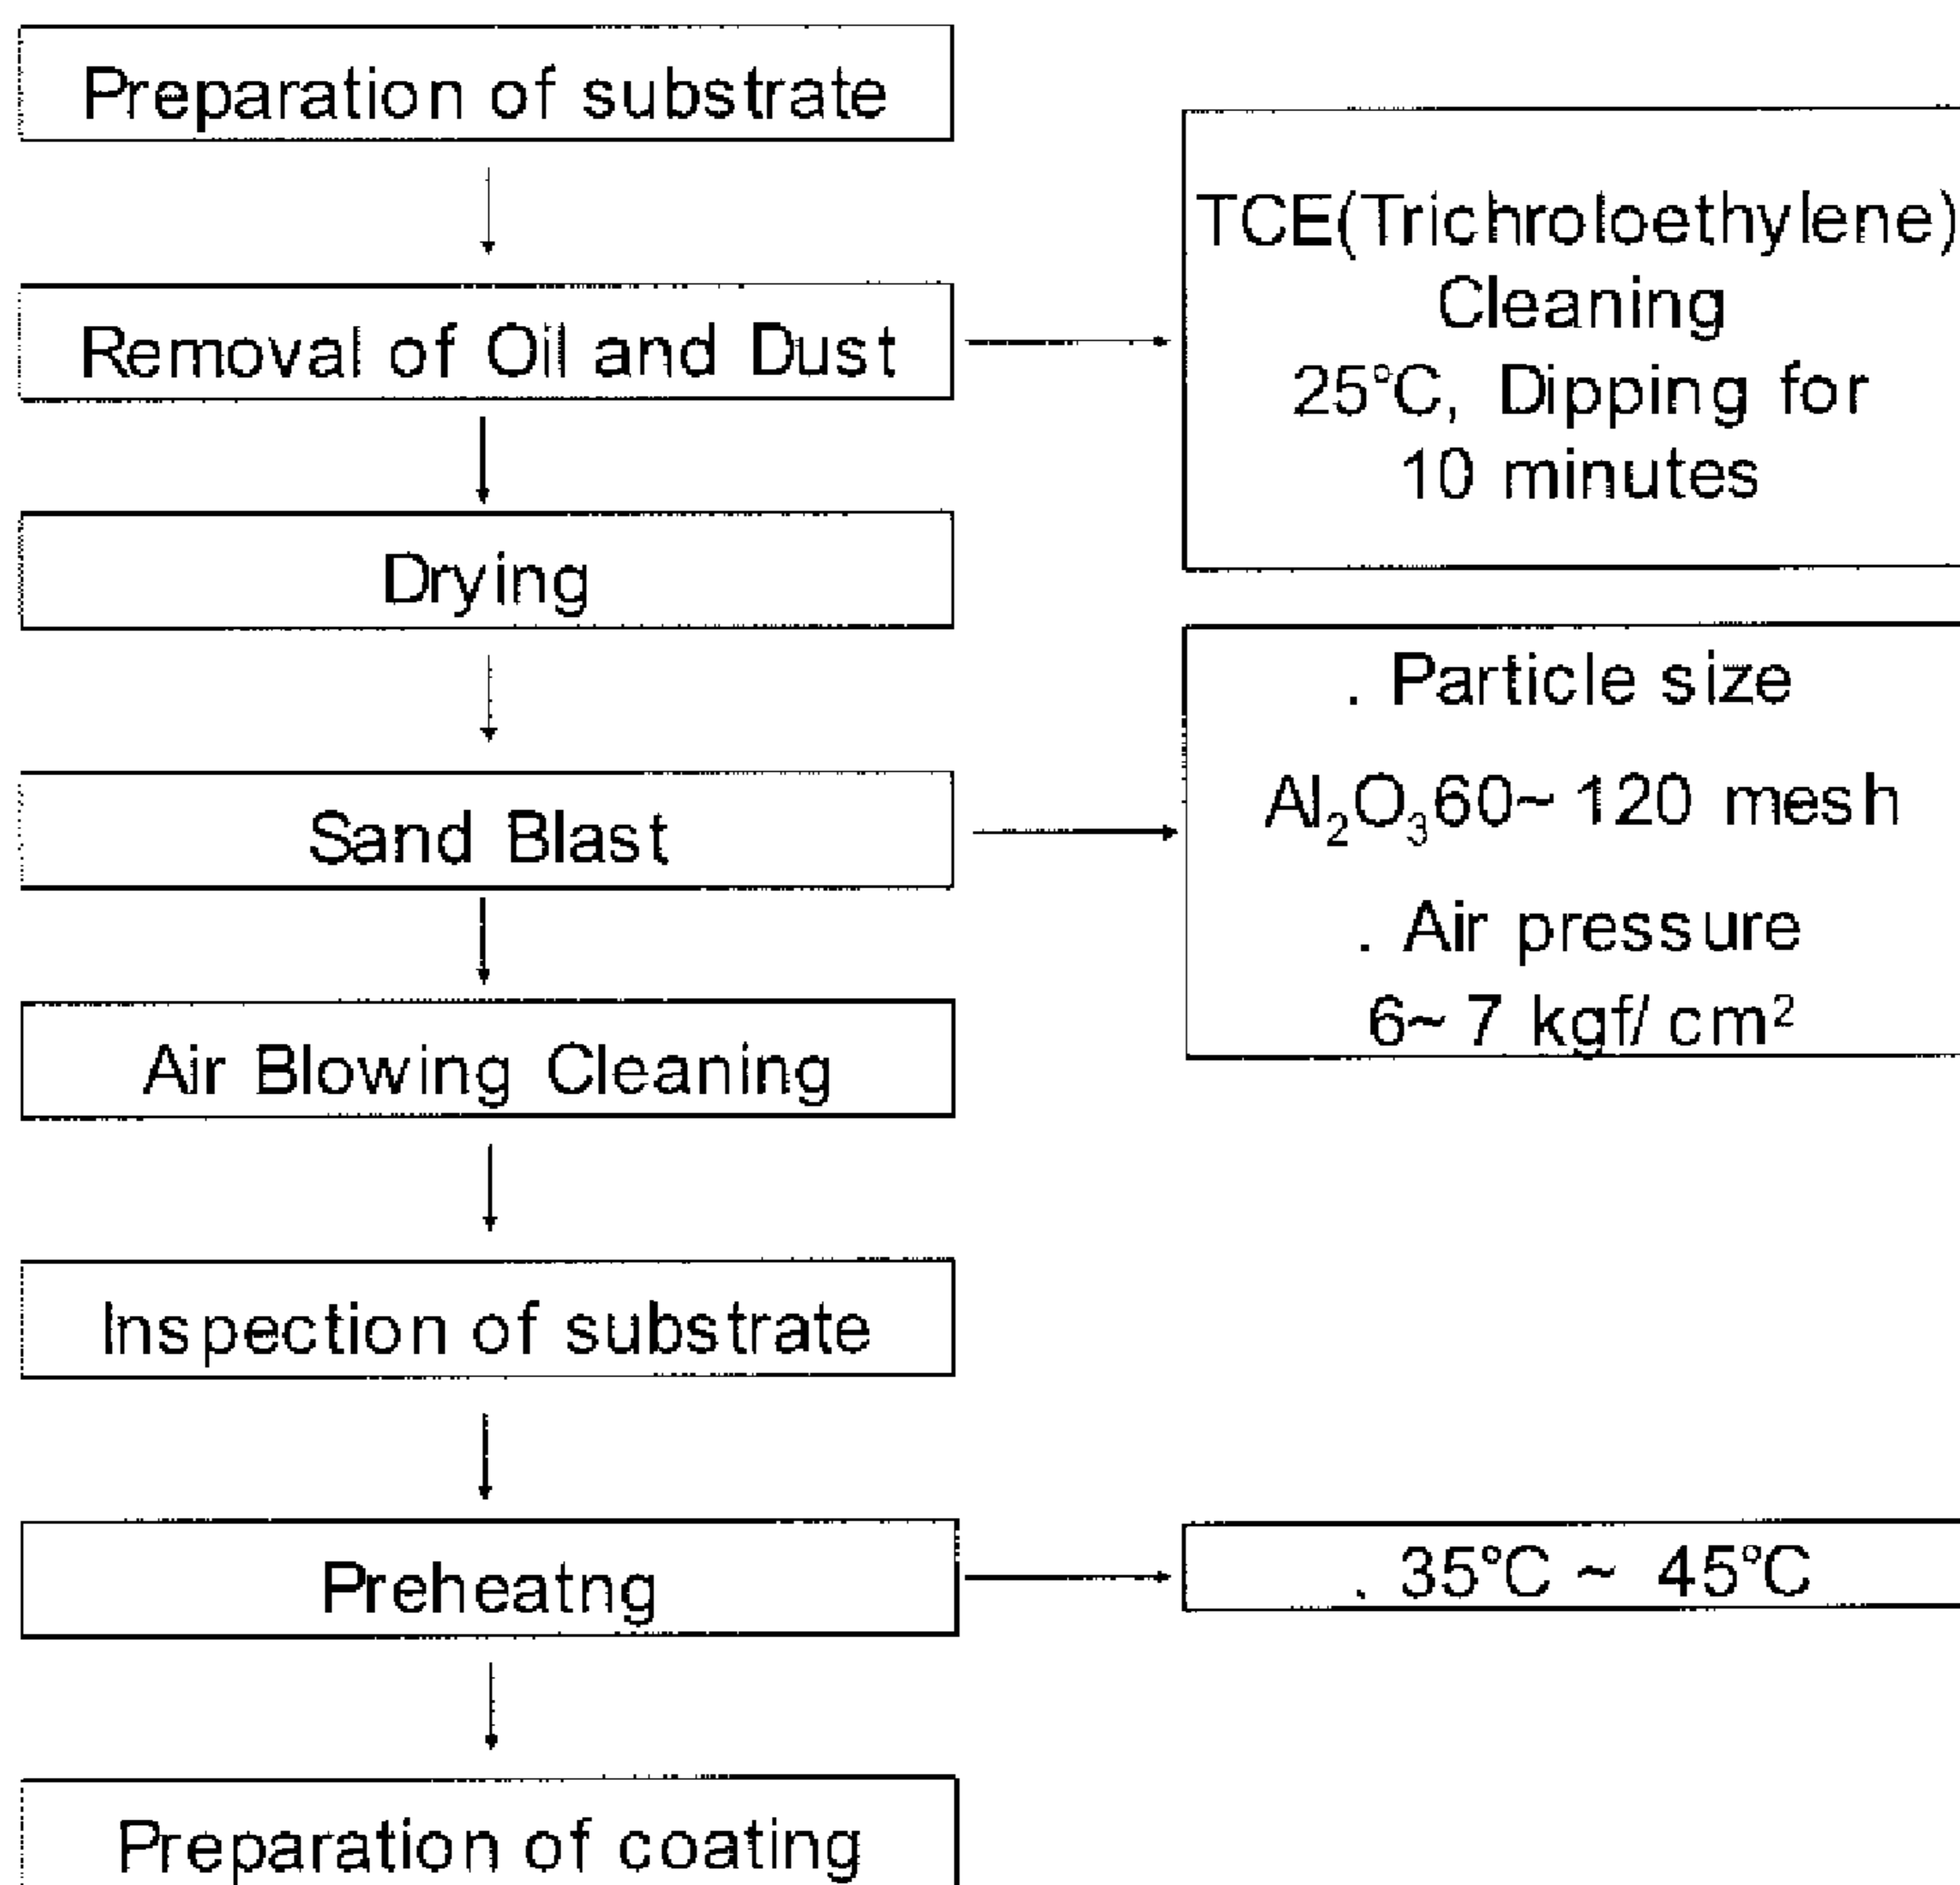 Preparation of substrate
Removal of Oil and Dust
TCE(Trichroloethylene)
Cleaning
25°C, Dipping for
10 minutes
Drying
Sand Blast
. Particle size
Al₂O₃60~ 120 mesh
. Air pressure
6~ 7 kgf/ cm²
Air Blowing Cleaning
Inspection of substrate
Preheatng
. 35°C ~ 45°C
Preparation of coating